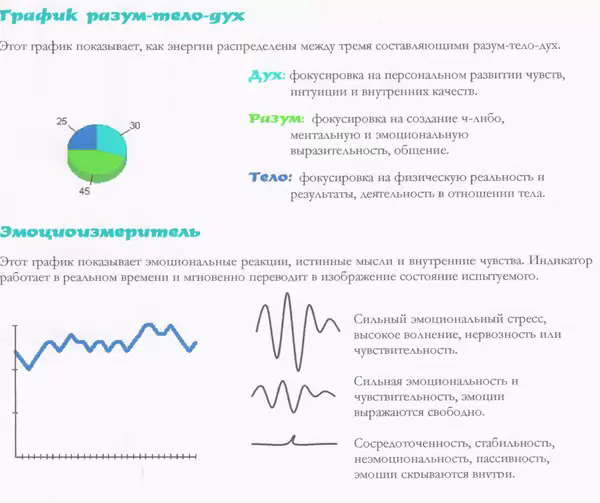 График разум-тело-дух
Этот график показывает, как энергии распределены между тремя составляющими разум-тело-дух.
Дух: фокусировка на персональном развитии чувств,
интуиции и внутренних качеств.
25
30
45
Разум: фокусировка на создание ч-либо,
ментальную и эмоциональную
выразительность, общение.
Тело: фокусировка на физическую реальность и
результаты, деятельность в отношении тела.
Эмоциоизмеритель
Этот график показывает эмоциональные реакции, истинные мысли и внутренние чувства. Индикатор
работает в реальном времени и мгновенно переводит в изображение состояние испытуемого.
Сильный эмоциональный стресс,
высокое волнение, нервозность или
чувствительность.
Сильная эмоциональность и
чувствительность, эмоции
выражаются свободно.
Сосредоточенность, стабильность,
неэмоциональность, пассивность,
эмоции скрываются внутри.